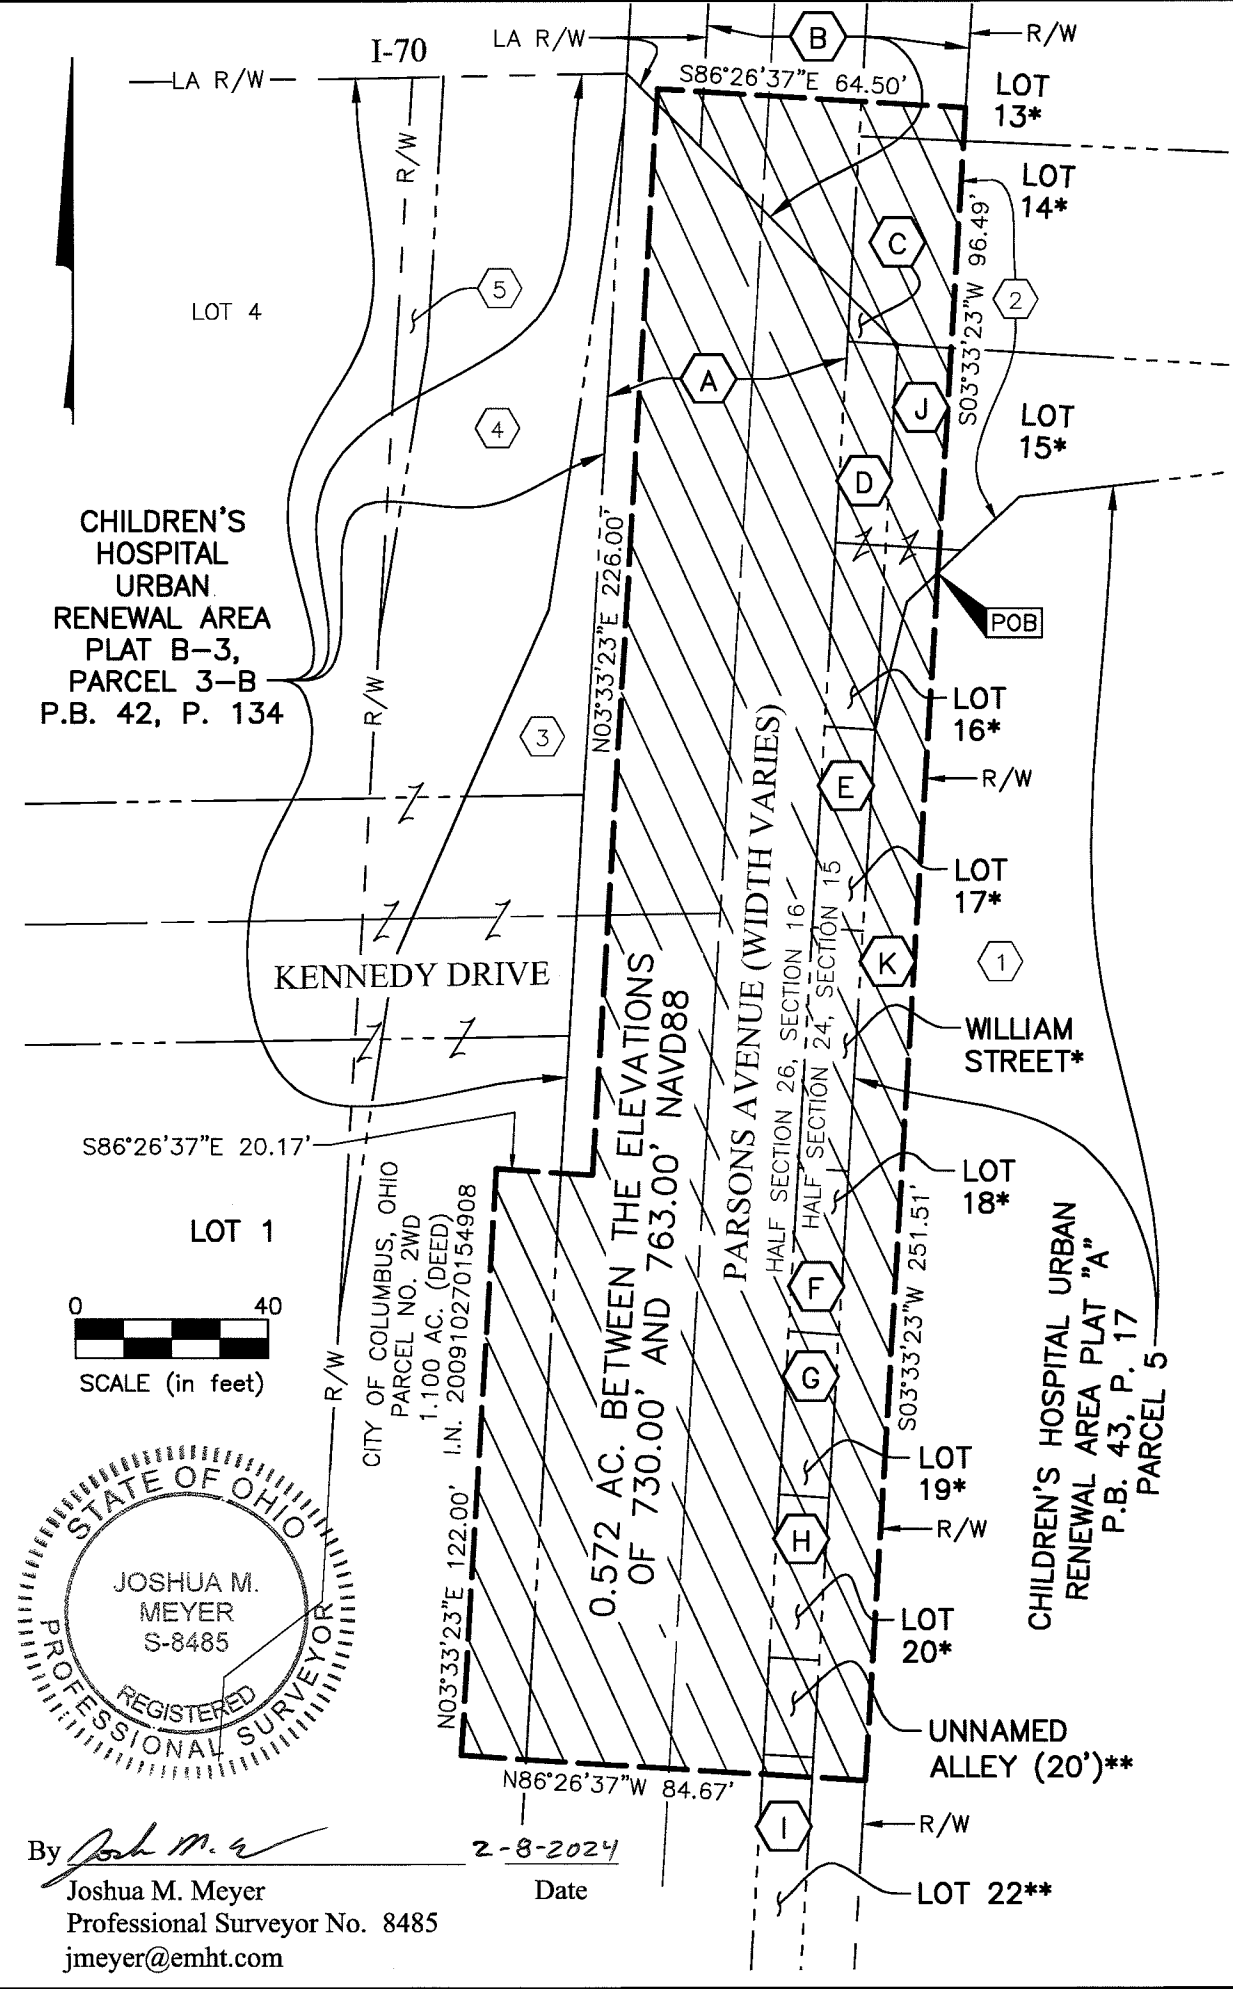 LA R/W
B
R/W
I-70
LA R/W
S86°26'37"E 64.50'
LOT
13*
R/W
LOT
14*
C
S03°33'23"W 96.49'
2
5
LOT 4
A
J
LOT
15*
4
D
CHILDREN'S
HOSPITAL
URBAN
RENEWAL AREA
PLAT B-3,
PARCEL 3-B
P.B. 42, P. 134
N03°33'23"E 226.00'
Z Z
POB
R/W
LOT
16*
3
E
R/W
Z
LOT
17*
Z Z
K
1
KENNEDY DRIVE
Z Z
PARSONS AVENUE (WIDTH VARIES)
HALF SECTION 26, SECTION 16
HALF SECTION 24, SECTION 15
WILLIAM
STREET*
0.572 AC. BETWEEN THE ELEVATIONS
OF 730.00' AND 763.00' NAVD88
S86°26'37"E 20.17'
LOT
18*
LOT 1
CITY OF COLUMBUS, OHIO
PARCEL NO. 2WD
1.100 AC. (DEED)
I.N. 200910270154908
F
S03°33'23"W 251.51'
CHILDREN'S HOSPITAL URBAN
RENEWAL AREA PLAT "A"
P.B. 43, P. 17
PARCEL 5
0 40
SCALE (in feet)
R/W
G
LOT
19*
N03°33'23"E 122.00'
H
R/W
STATE OF OHIO
JOSHUA M.
MEYER
S-8485
REGISTERED
PROFESSIONAL SURVEYOR
LOT
20*
UNNAMED
ALLEY (20')**
N86°26'37"W 84.67'
I
R/W
LOT 22**
By Josh M.
2-8-2024
Joshua M. Meyer
Date
Professional Surveyor No. 8485
jmeyer@emht.com